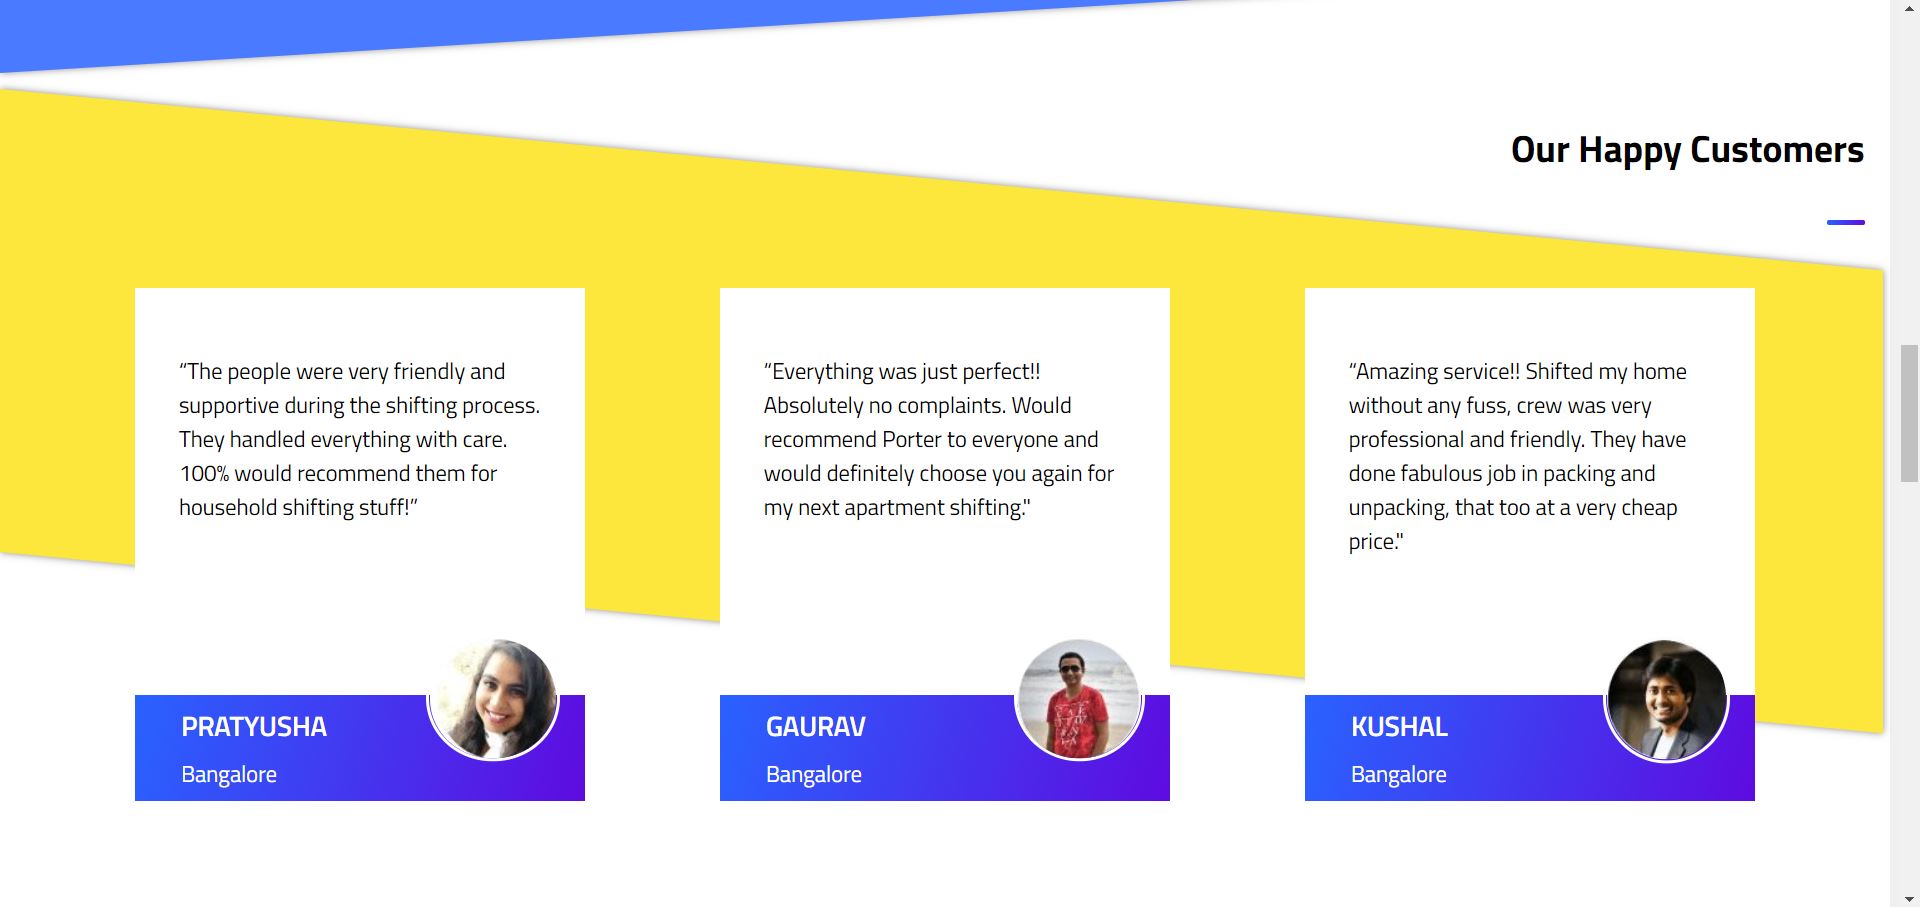 Our Happy Customers
“The people were very friendly and
supportive during the shifting process.
They handled everything with care.
100% would recommend them for
household shifting stuff!”
PRATYUSHA
Bangalore
“Everything was just perfect!!
Absolutely no complaints. Would
recommend Porter to everyone and
would definitely choose you again for
my next apartment shifting."
GAURAV
Bangalore
“Amazing service!! Shifted my home
without any fuss, crew was very
professional and friendly. They have
done fabulous job in packing and
unpacking, that too at a very cheap
price."
KUSHAL
Bangalore